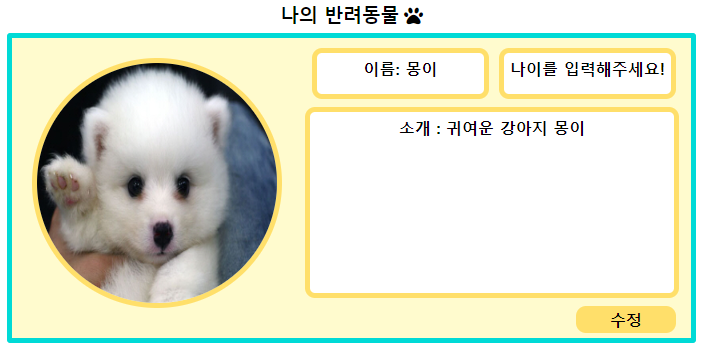 나의 반려동물
이름: 몽이
나이를 입력해주세요!
소개 : 귀여운 강아지 몽이
수정